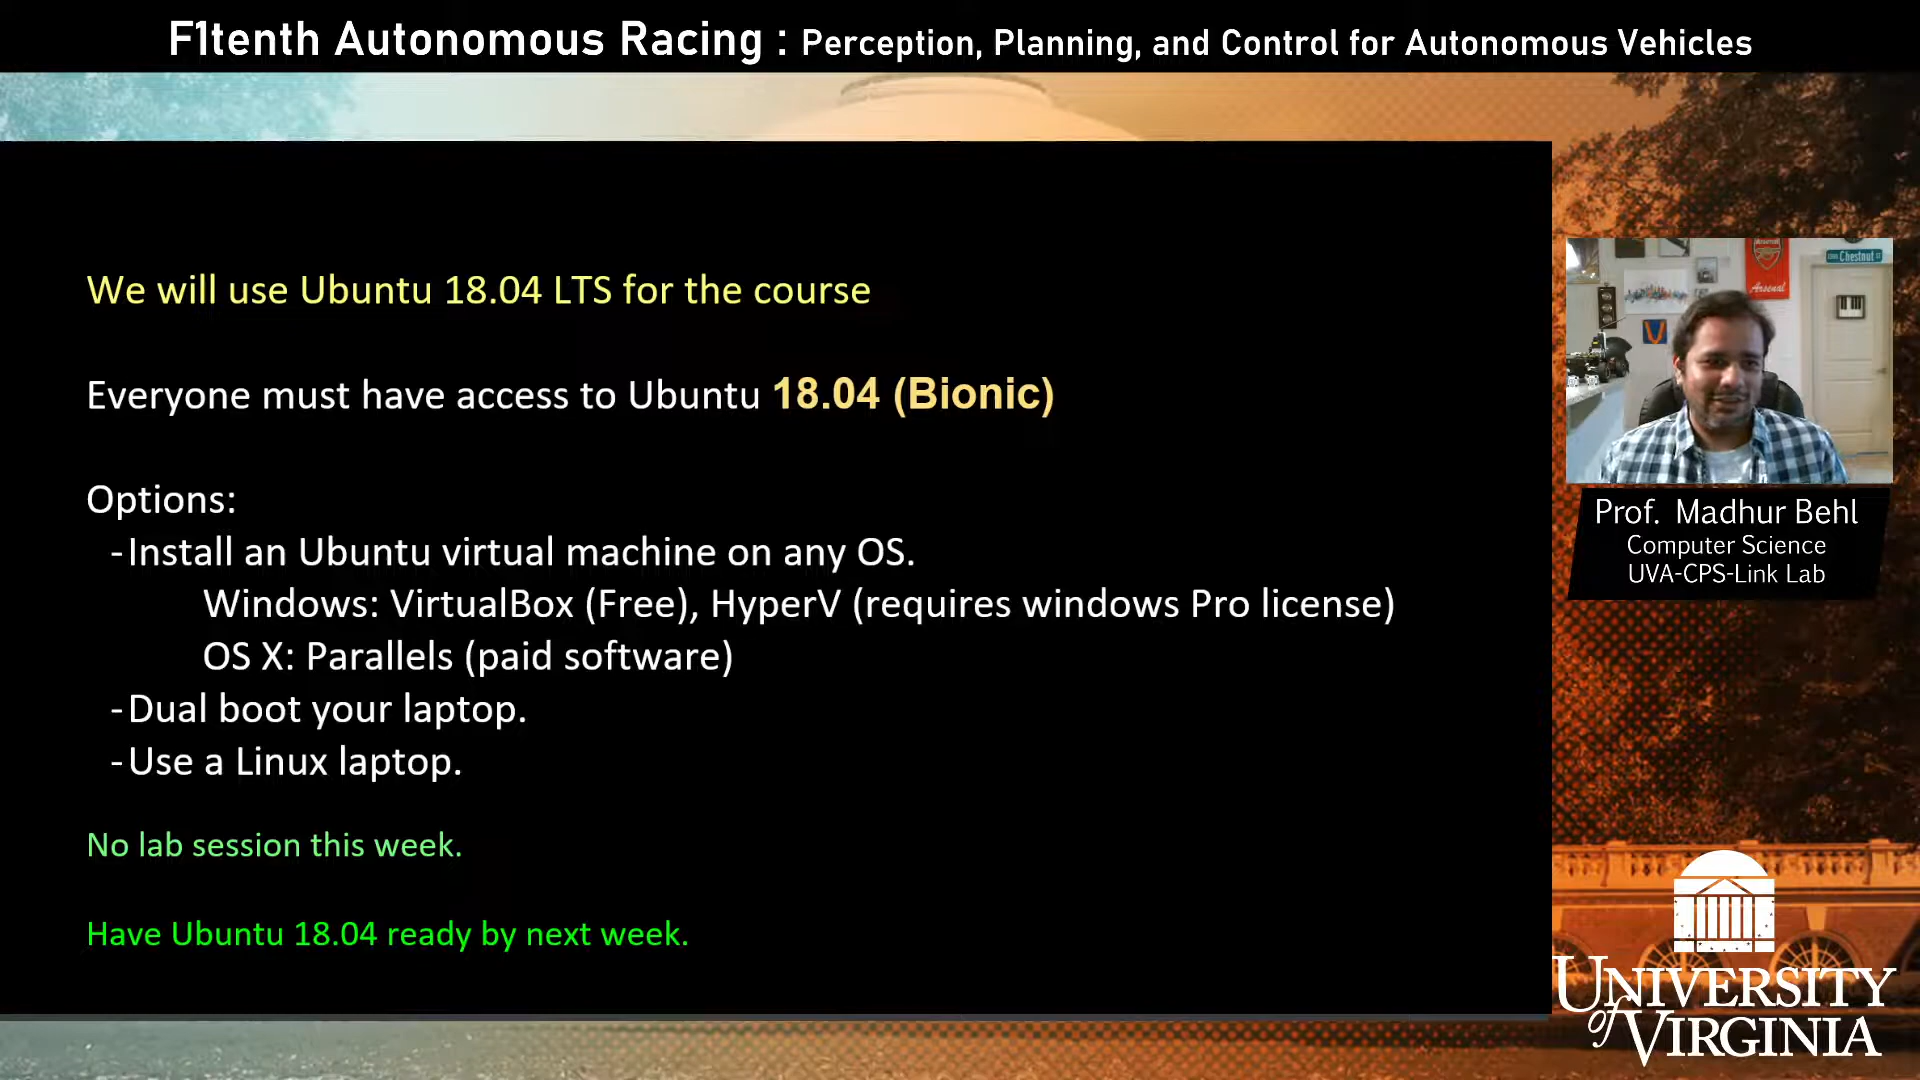 F1tenth Autonomous Racing : Perception, Planning, and Control for Autonomous Vehicles
We will use Ubuntu 18.04 LTS for the course
Everyone must have access to Ubuntu 18.04 (Bionic)
Options:
-Install an Ubuntu virtual machine on any OS.
Windows: VirtualBox (Free), HyperV (requires windows Pro license)
OS X: Parallels (paid software)
-Dual boot your laptop.
-Use a Linux laptop.
No lab session this week.
Have Ubuntu 18.04 ready by next week.
Arsenal
Chestnut
Prof. Madhur Behl
Computer Science
UVA-CPS-Link Lab
UNIVERSITY
of VIRGINIA